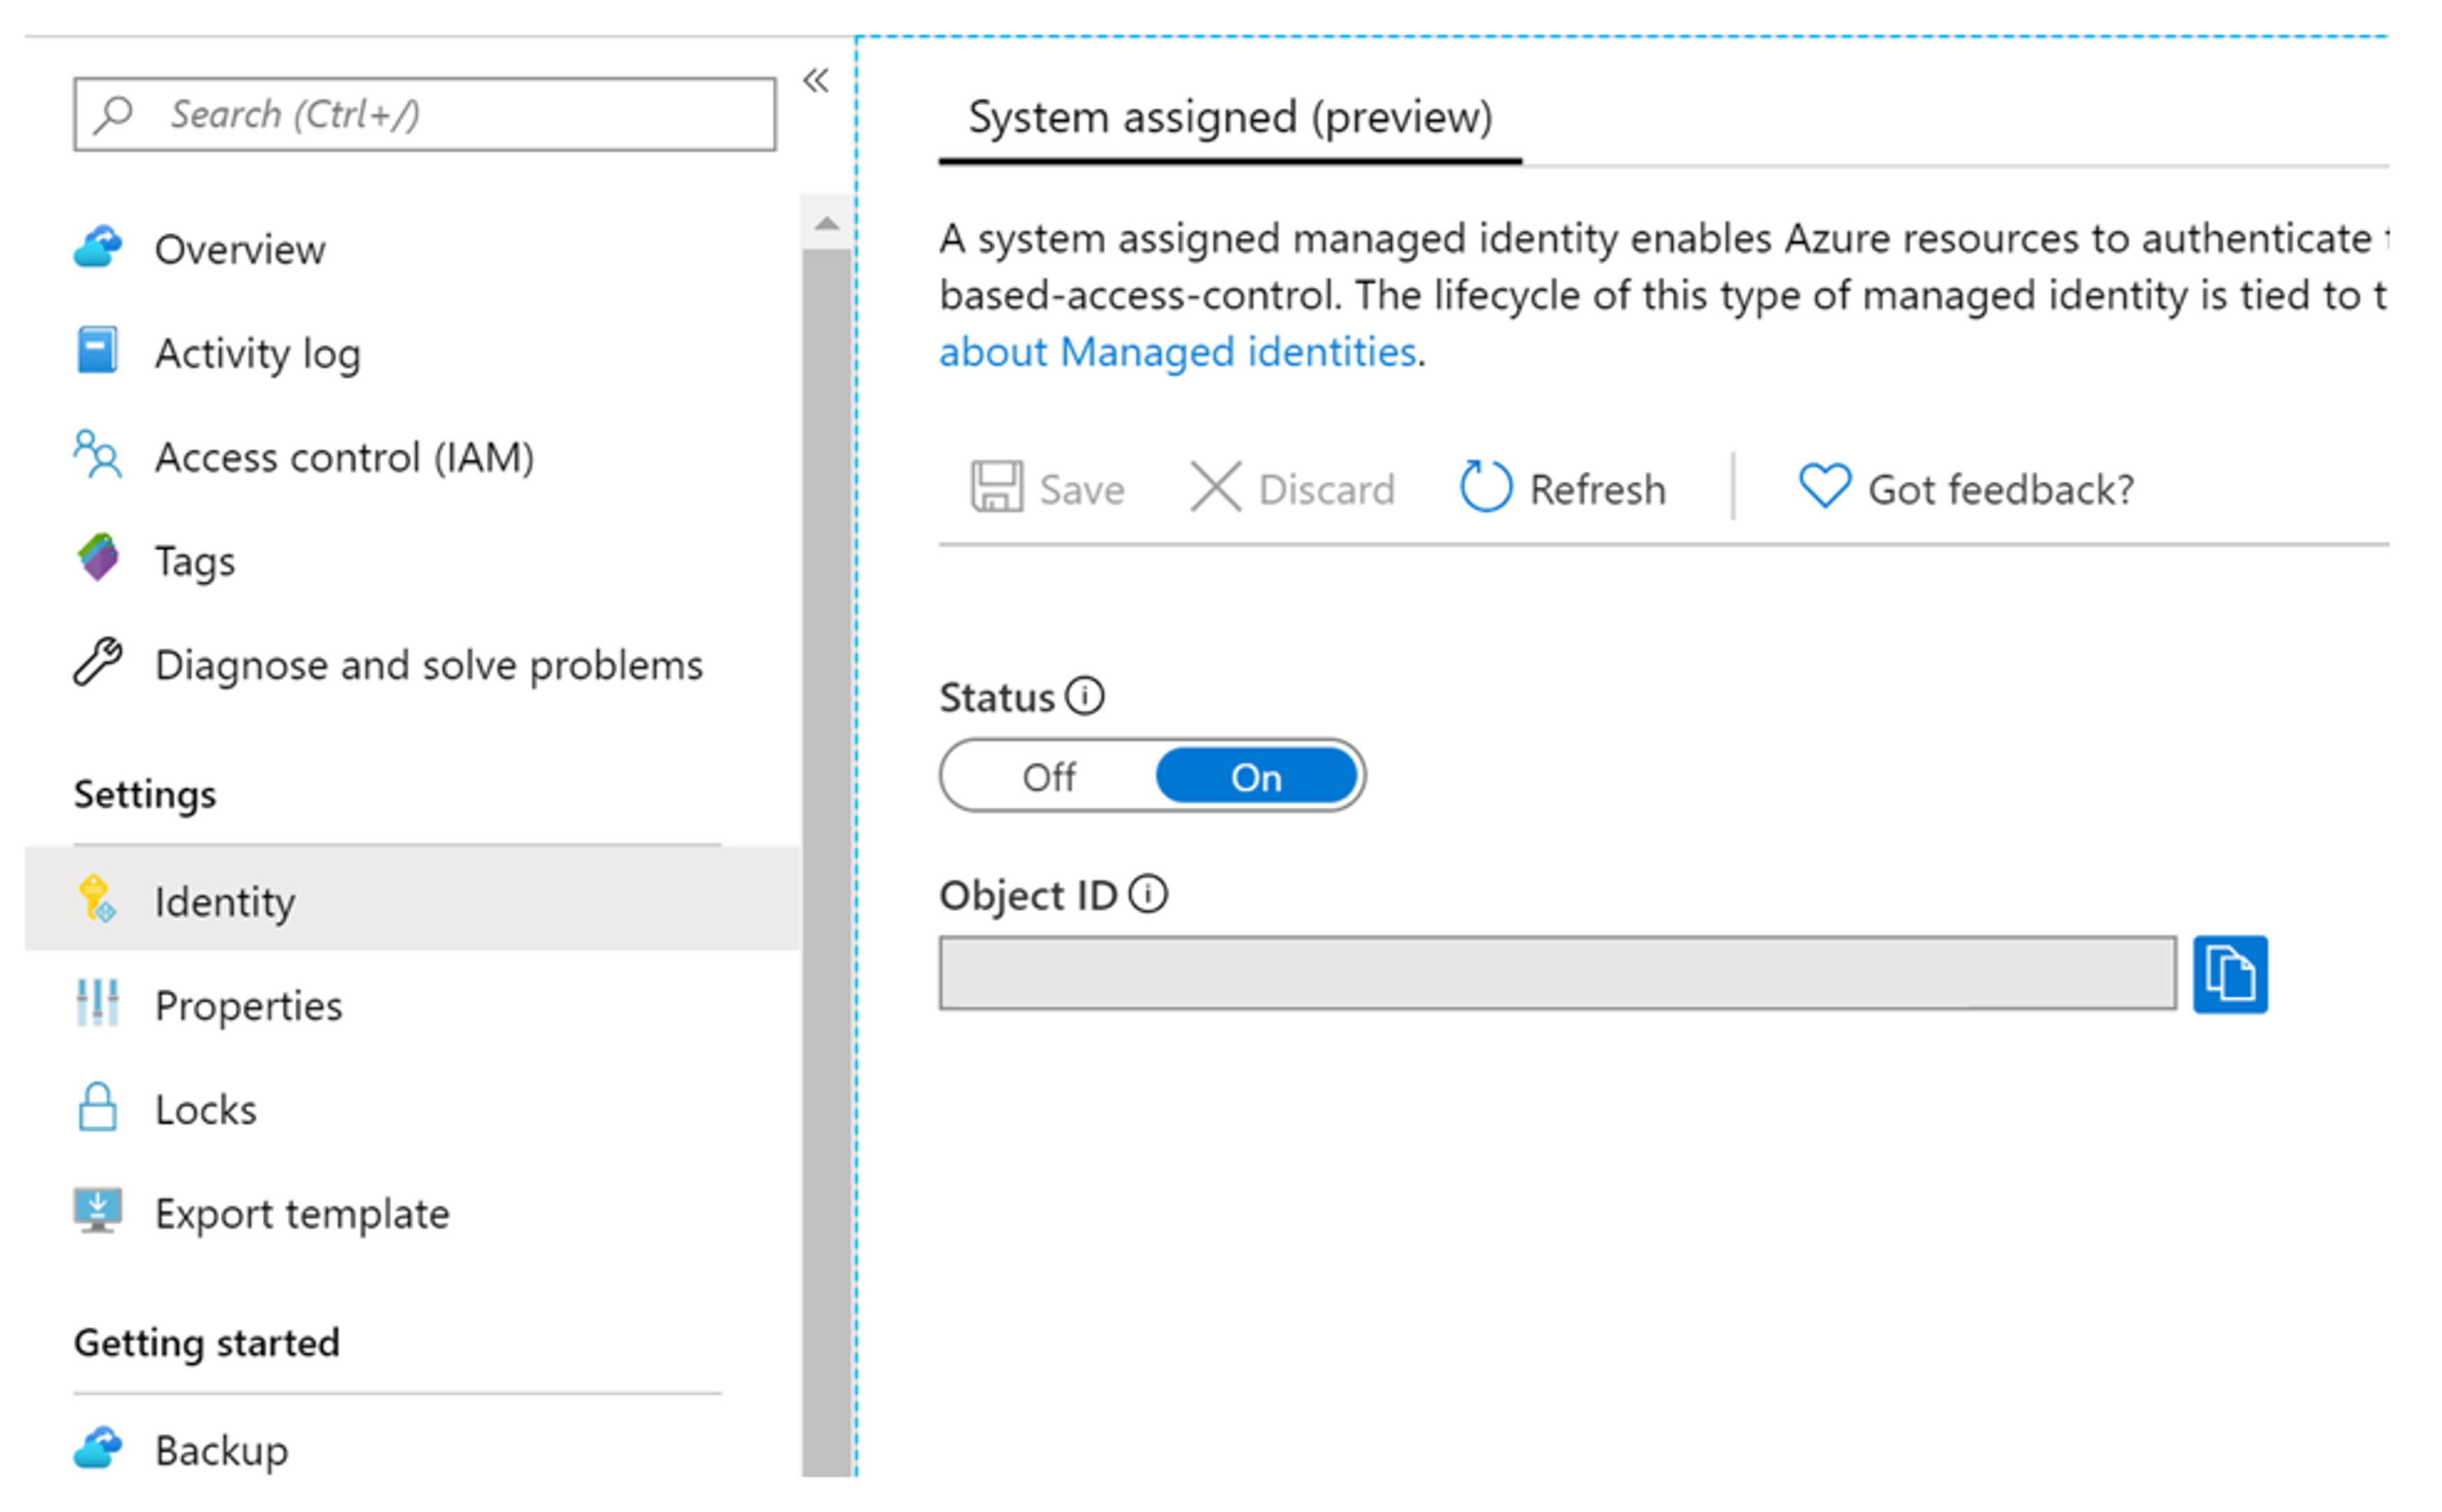 Search (Ctrl+/)
Overview
Activity log
Access control (IAM)
Tags
Diagnose and solve problems
Settings
Identity
Properties
Locks
Export template
Getting started
Backup
System assigned (preview)
A system assigned managed identity enables Azure resources to authenticate
based-access-control. The lifecycle of this type of managed identity is tied to t
about Managed identities.
Save Discard Refresh Got feedback?
Status
Off On
Object ID